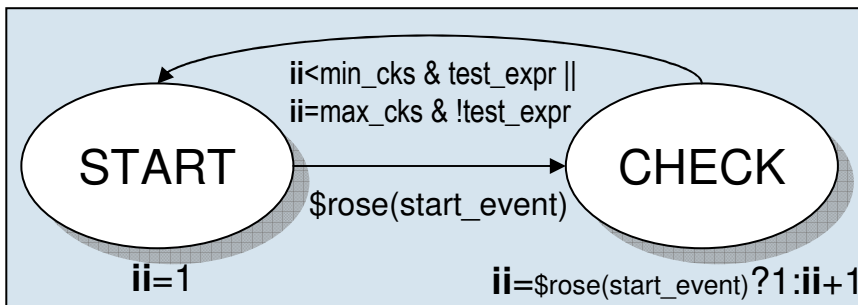 ii<min_cks & test_expr ||
ii=max_cks & !test_expr
START
CHECK
$rose(start_event)
ii=1
ii=$rose(start_event)?1:ii+1